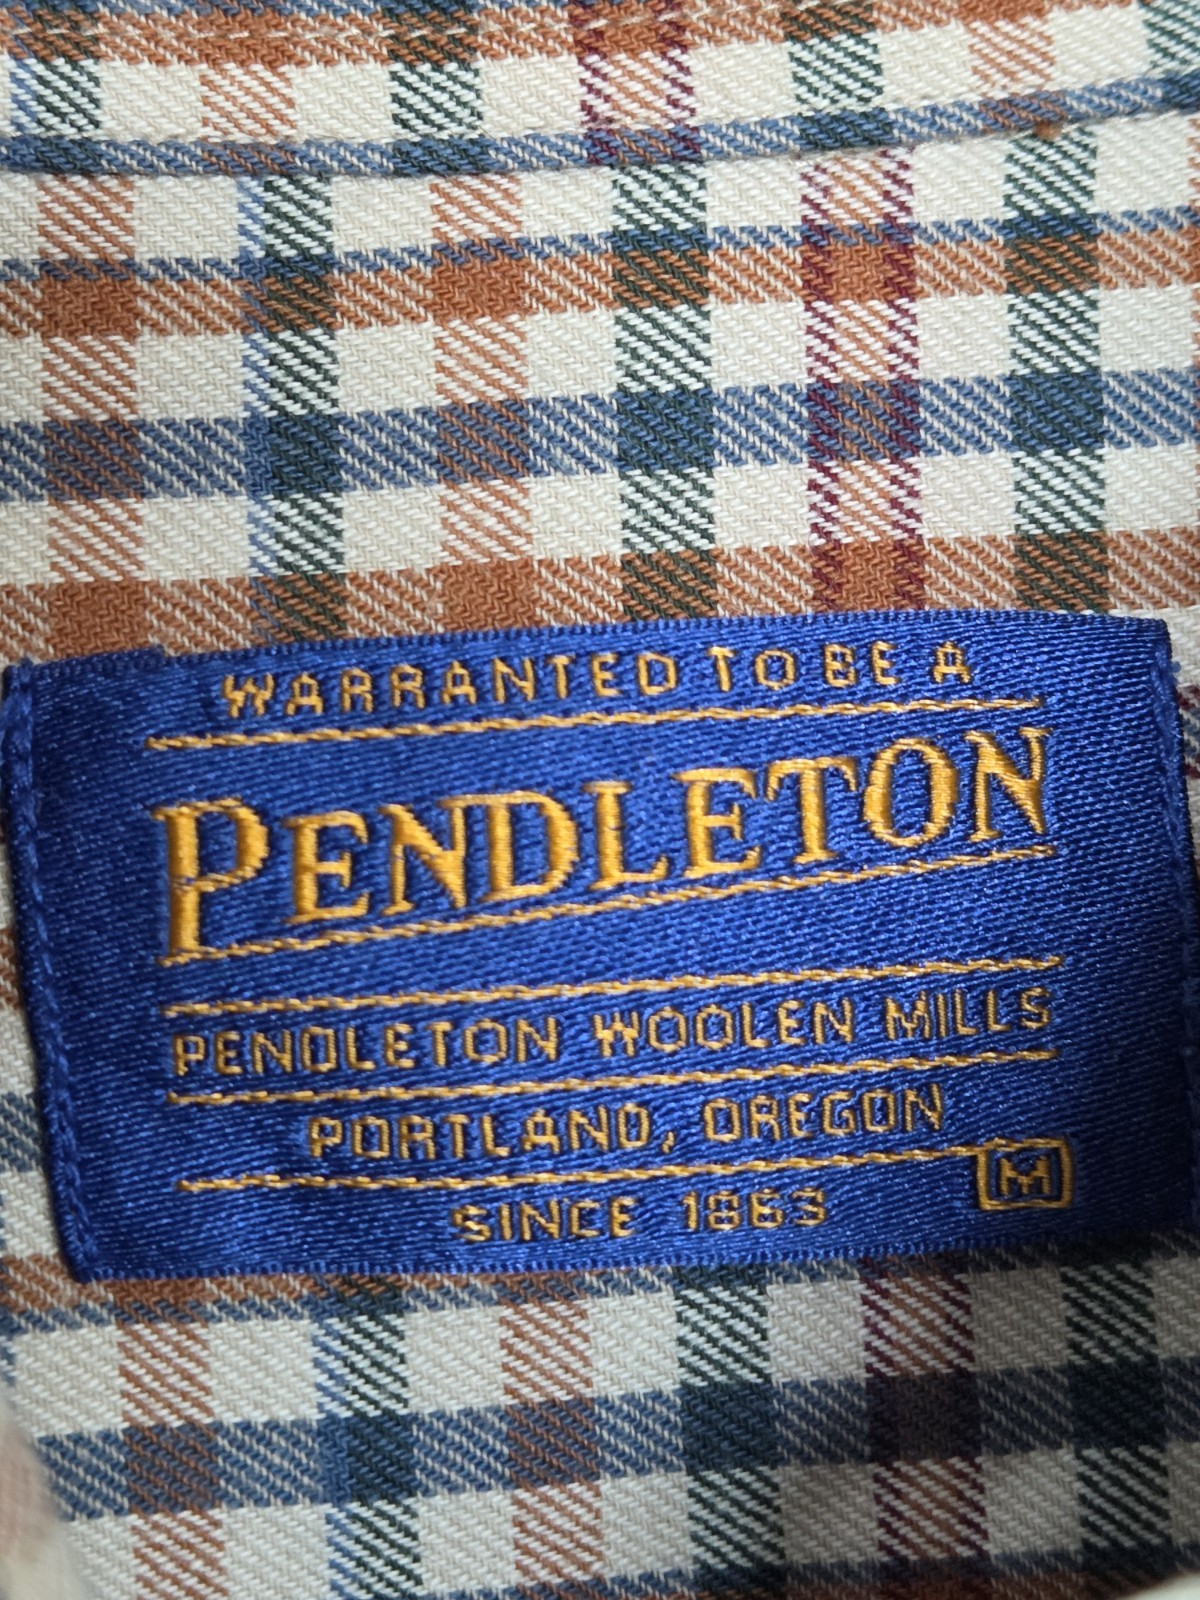 WARRANTED TO BE A
PENDLETON
PENDLETON WOOLEN MILLS
PORTLAND, OREGON
M
SINCE 1863